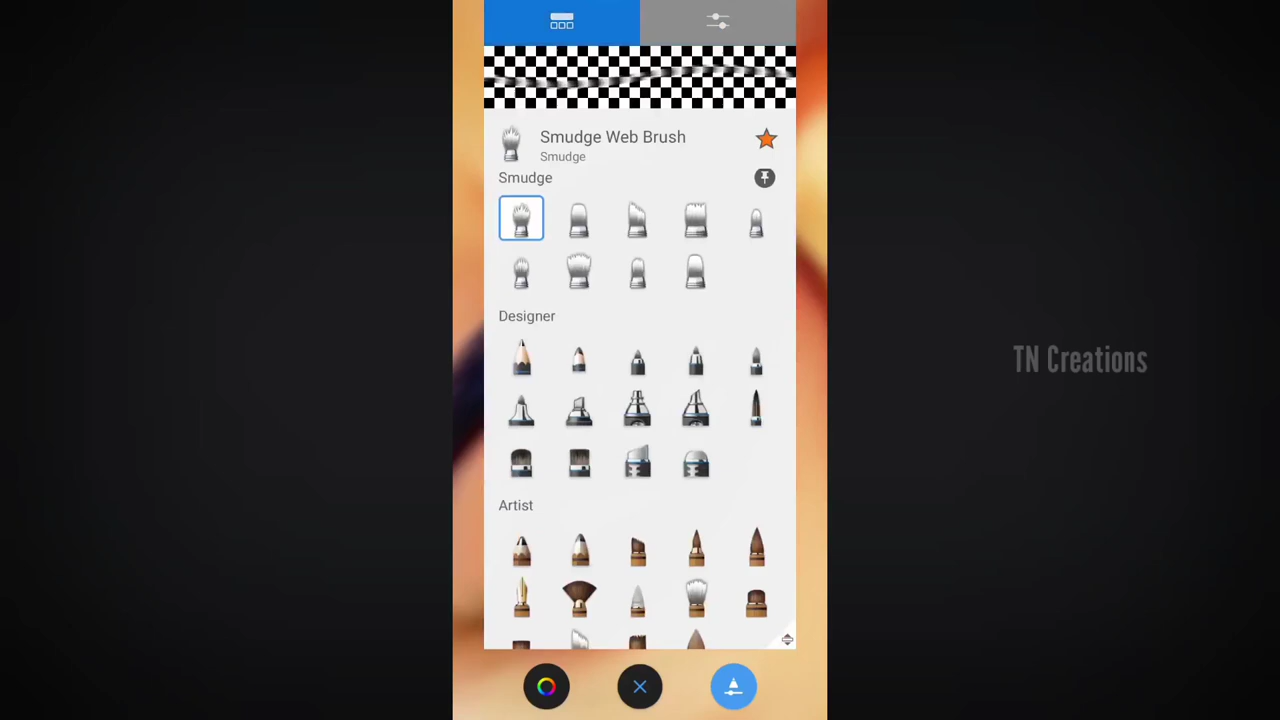 Smudge Web Brush
Smudge
Smudge
Designer
Artist
TN Creations